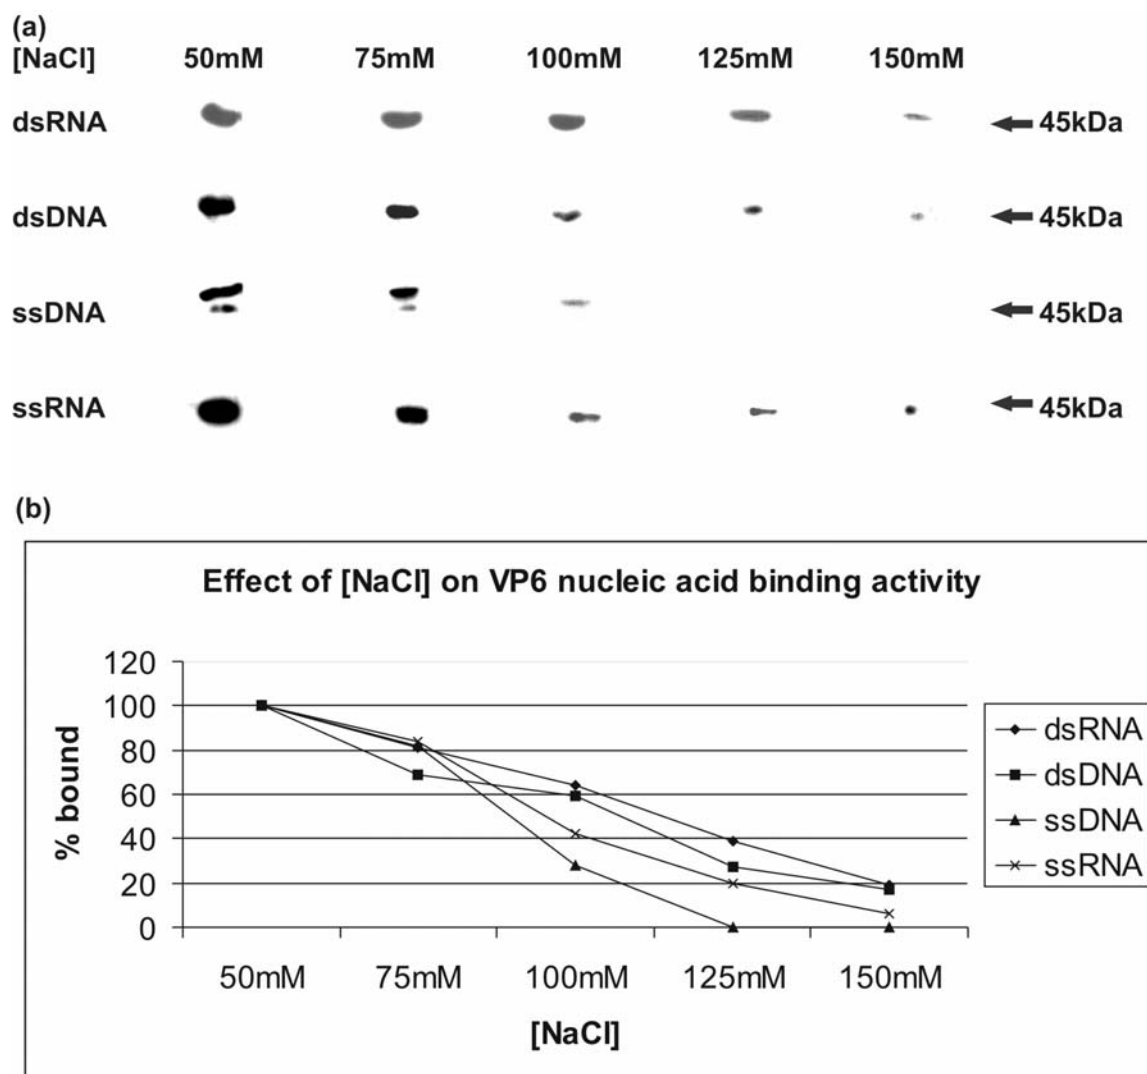 (a)
[NaCl] 50mM 75mM 100mM 125mM 150mM
dsRNA 45kDa
dsDNA 45kDa
ssDNA 45kDa
ssRNA 45kDa
(b)
Effect of [NaCl] on VP6 nucleic acid binding activity
120
100
80
60
40
20
0
% bound
50mM 75mM 100mM 125mM 150mM
[NaCl]
dsRNA
dsDNA
ssDNA
ssRNA